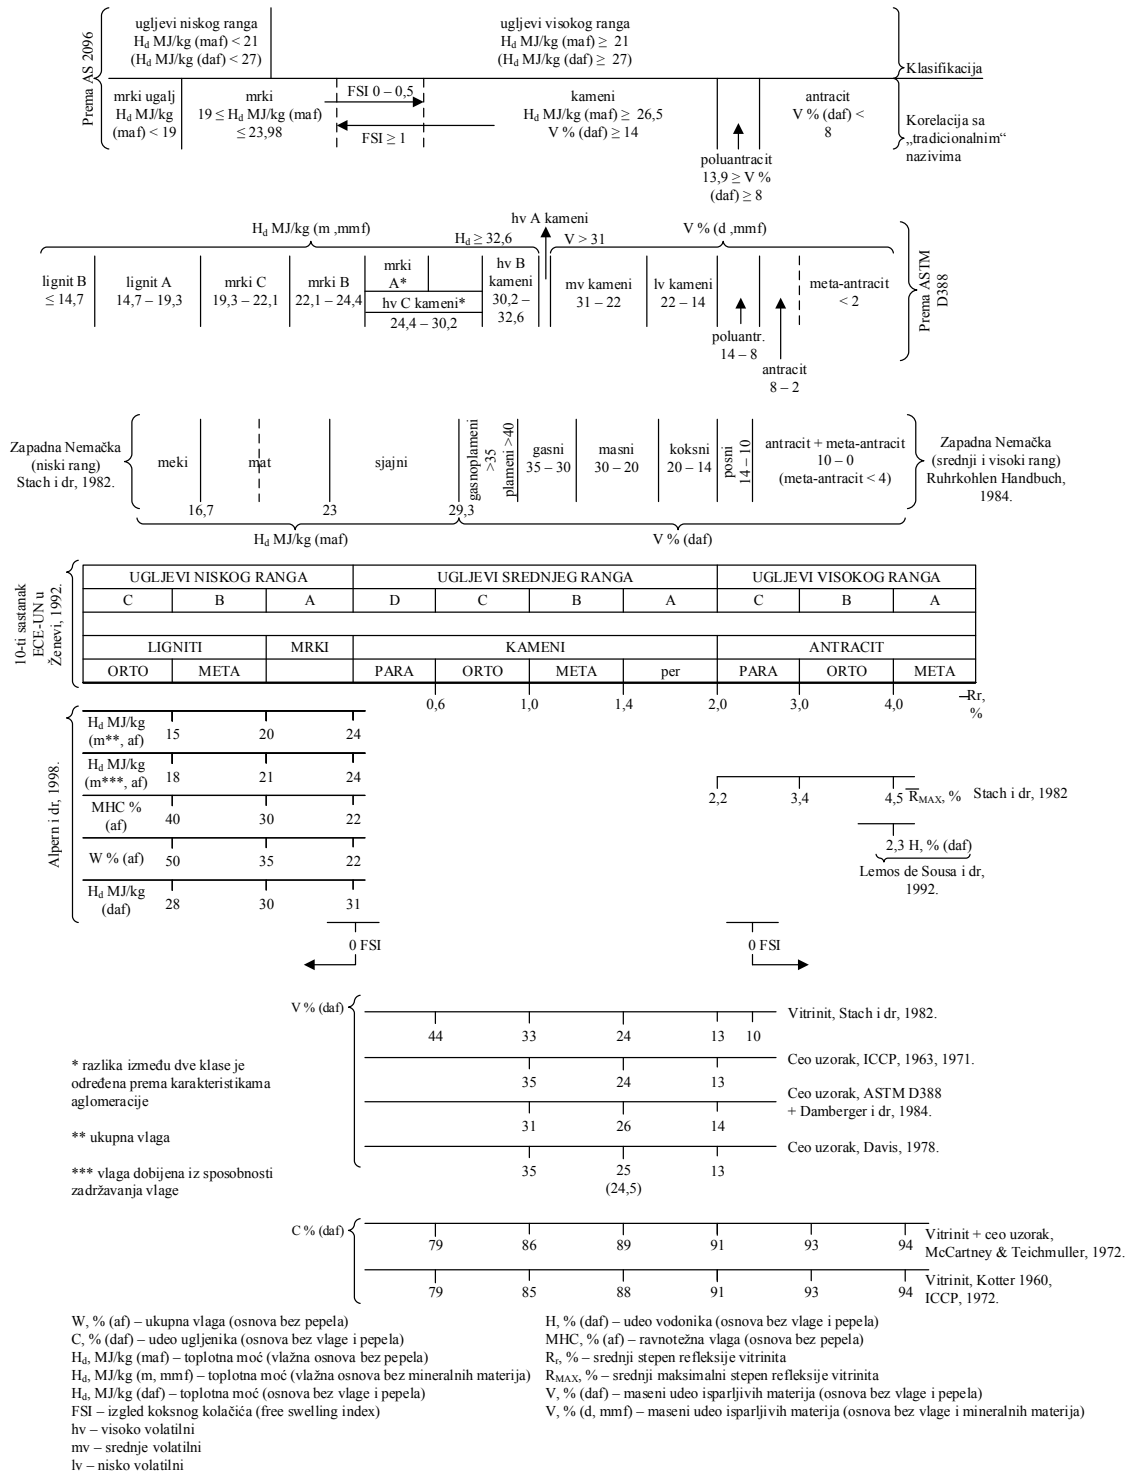 Prema AS 2096
ugljevi niskog ranga
H_d MJ/kg (maf) < 21
(H_d MJ/kg (daf) < 27)
ugljevi visokog ranga
H_d MJ/kg (maf) ≥ 21
(H_d MJ/kg (daf) ≥ 27)
Klasifikacija
mrki ugalj
H_d MJ/kg
(maf) < 19
mrki
19 ≤ H_d MJ/kg (maf)
≤ 23,98
FSI 0 – 0,5
FSI ≥ 1
kameni
H_d MJ/kg (maf) ≥ 26,5
V % (daf) ≥ 14
poluantracit
13,9 ≥ V %
(daf) ≥ 8
antracit
V % (daf) <
8
Korelacija sa
„tradicionalnim“
nazivima
H_d MJ/kg (m ,mmf)
H_d ≥ 32,6
hv A kameni
V > 31
V % (d ,mmf)
lignit B
≤ 14,7
lignit A
14,7 – 19,3
mrki C
19,3 – 22,1
mrki B
22,1 – 24,4
mrki
A*
hv C kameni*
24,4 – 30,2
hv B
kameni
30,2 –
32,6
mv kameni
31 – 22
lv kameni
22 – 14
poluantr.
14 – 8
antracit
8 – 2
meta-antracit
< 2
Prema ASTM
D388
Zapadna Nemačka
(niski rang)
Stach i dr, 1982.
meki
mat
sjajni
gasnoplameni
>35
plameni >40
gasni
35 – 30
masni
30 – 20
koksni
20 – 14
posni
14 – 10
antracit + meta-antracit
10 – 0
(meta-antracit < 4)
Zapadna Nemačka
(srednji i visoki rang)
Ruhrkohlen Handbuch,
1984.
16,7 23 29,3
H_d MJ/kg (maf)
V % (daf)
10-ti sastanak
ECE-UN u
Ženevi, 1992.
UGLJEVI NISKOG RANGA UGLJEVI SREDNJEG RANGA UGLJEVI VISOKOG RANGA
C B A D C B A C B A
LIGNITI MRKI KAMENI ANTRACIT
ORTO META PARA ORTO META per PARA ORTO META
0,6 1,0 1,4 2,0 3,0 4,0 Rr,
%
Alpern i dr, 1998.
H_d MJ/kg
(m**, af)
15 20 24
H_d MJ/kg
(m***, af)
18 21 24
MHC %
(af)
40 30 22
W % (af)
50 35 22
H_d MJ/kg
(daf)
28 30 31
2,2 3,4 4,5 R_MAX, % Stach i dr, 1982
2,3 H, % (daf)
Lemos de Sousa i dr,
1992.
0 FSI
0 FSI
V % (daf)
44 33 24 13 10
Vitrinit, Stach i dr, 1982.
35 24 13
Ceo uzorak, ICCP, 1963, 1971.
31 26 14
Ceo uzorak, ASTM D388
+ Damberger i dr, 1984.
35 25 13
(24,5)
Ceo uzorak, Davis, 1978.
* razlika između dve klase je
određena prema karakteristikama
aglomeracije
** ukupna vlaga
*** vlaga dobijena iz sposobnosti
zadržavanja vlage
C % (daf)
79 86 89 91 93 94
Vitrinit + ceo uzorak,
McCartney & Teichmuller, 1972.
79 85 88 91 93 94
Vitrinit, Kotter 1960,
ICCP, 1972.
W, % (af) – ukupna vlaga (osnova bez pepela)
C, % (daf) – udeo ugljenika (osnova bez vlage i pepela)
H_d, MJ/kg (maf) – toplotna moć (vlažna osnova bez pepela)
H_d, MJ/kg (m, mmf) – toplotna moć (vlažna osnova bez mineralnih materija)
H_d, MJ/kg (daf) – toplotna moć (osnova bez vlage i pepela)
FSI – izgled koksnog kolačića (free swelling index)
hv – visoko volatilni
mv – srednje volatilni
lv – nisko volatilni
H, % (daf) – udeo vodonika (osnova bez vlage i pepela)
MHC, % (af) – ravnotežna vlaga (osnova bez pepela)
R_r, % – srednji stepen refleksije vitrinita
R_MAX, % – srednji maksimalni stepen refleksije vitrinita
V, % (daf) – maseni udeo isparljivih materija (osnova bez vlage i pepela)
V, % (d, mmf) – maseni udeo isparljivih materija (osnova bez vlage i mineralnih materija)